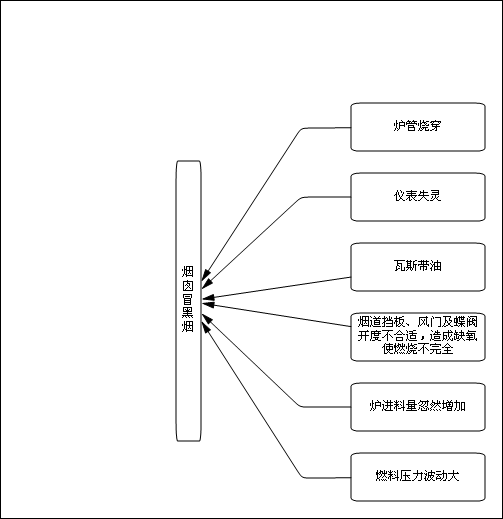 烟囱冒黑烟
炉管烧穿
仪表失灵
瓦斯带油
烟道挡板、风门及蝶阀
开度不合适，造成缺氧
使燃烧不完全
炉进料量忽然增加
燃料压力波动大